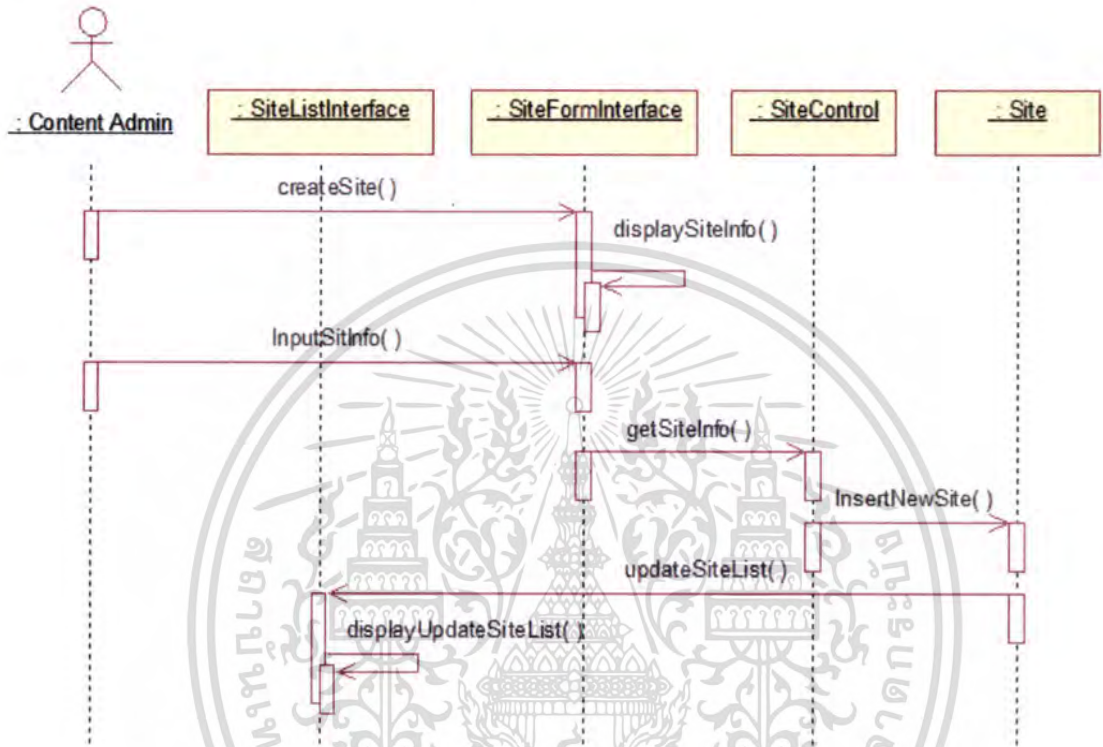 : Content Admin
: SiteListInterface
: SiteFormInterface
: SiteControl
: Site
createSite( )
displaySiteInfo( )
InputSitInfo( )
getSiteInfo( )
InsertNewSite( )
updateSiteList( )
displayUpdateSiteList( )